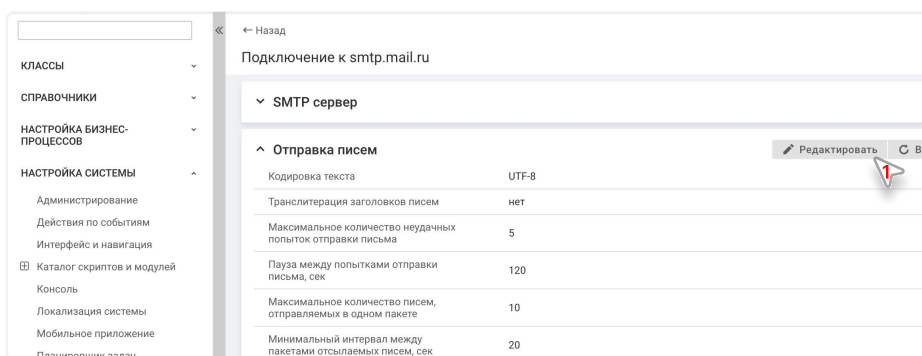 ← Назад
Подключение к smtp.mail.ru
КЛАССЫ
СПРАВОЧНИКИ
НАСТРОЙКА БИЗНЕС-
ПРОЦЕССОВ
НАСТРОЙКА СИСТЕМЫ
Администрирование
Действия по событиям
Интерфейс и навигация
Каталог скриптов и модулей
Консоль
Локализация системы
Мобильное приложение
Планировщик задач
SMTP сервер
Отправка писем
Редактировать
В
1
Кодировка текста UTF-8
Транслитерация заголовков писем нет
Максимальное количество неудачных
попыток отправки письма 5
Пауза между попытками отправки
письма, сек 120
Максимальное количество писем,
отправляемых в одном пакете 10
Минимальный интервал между
пакетами отсылаемых писем, сек 20